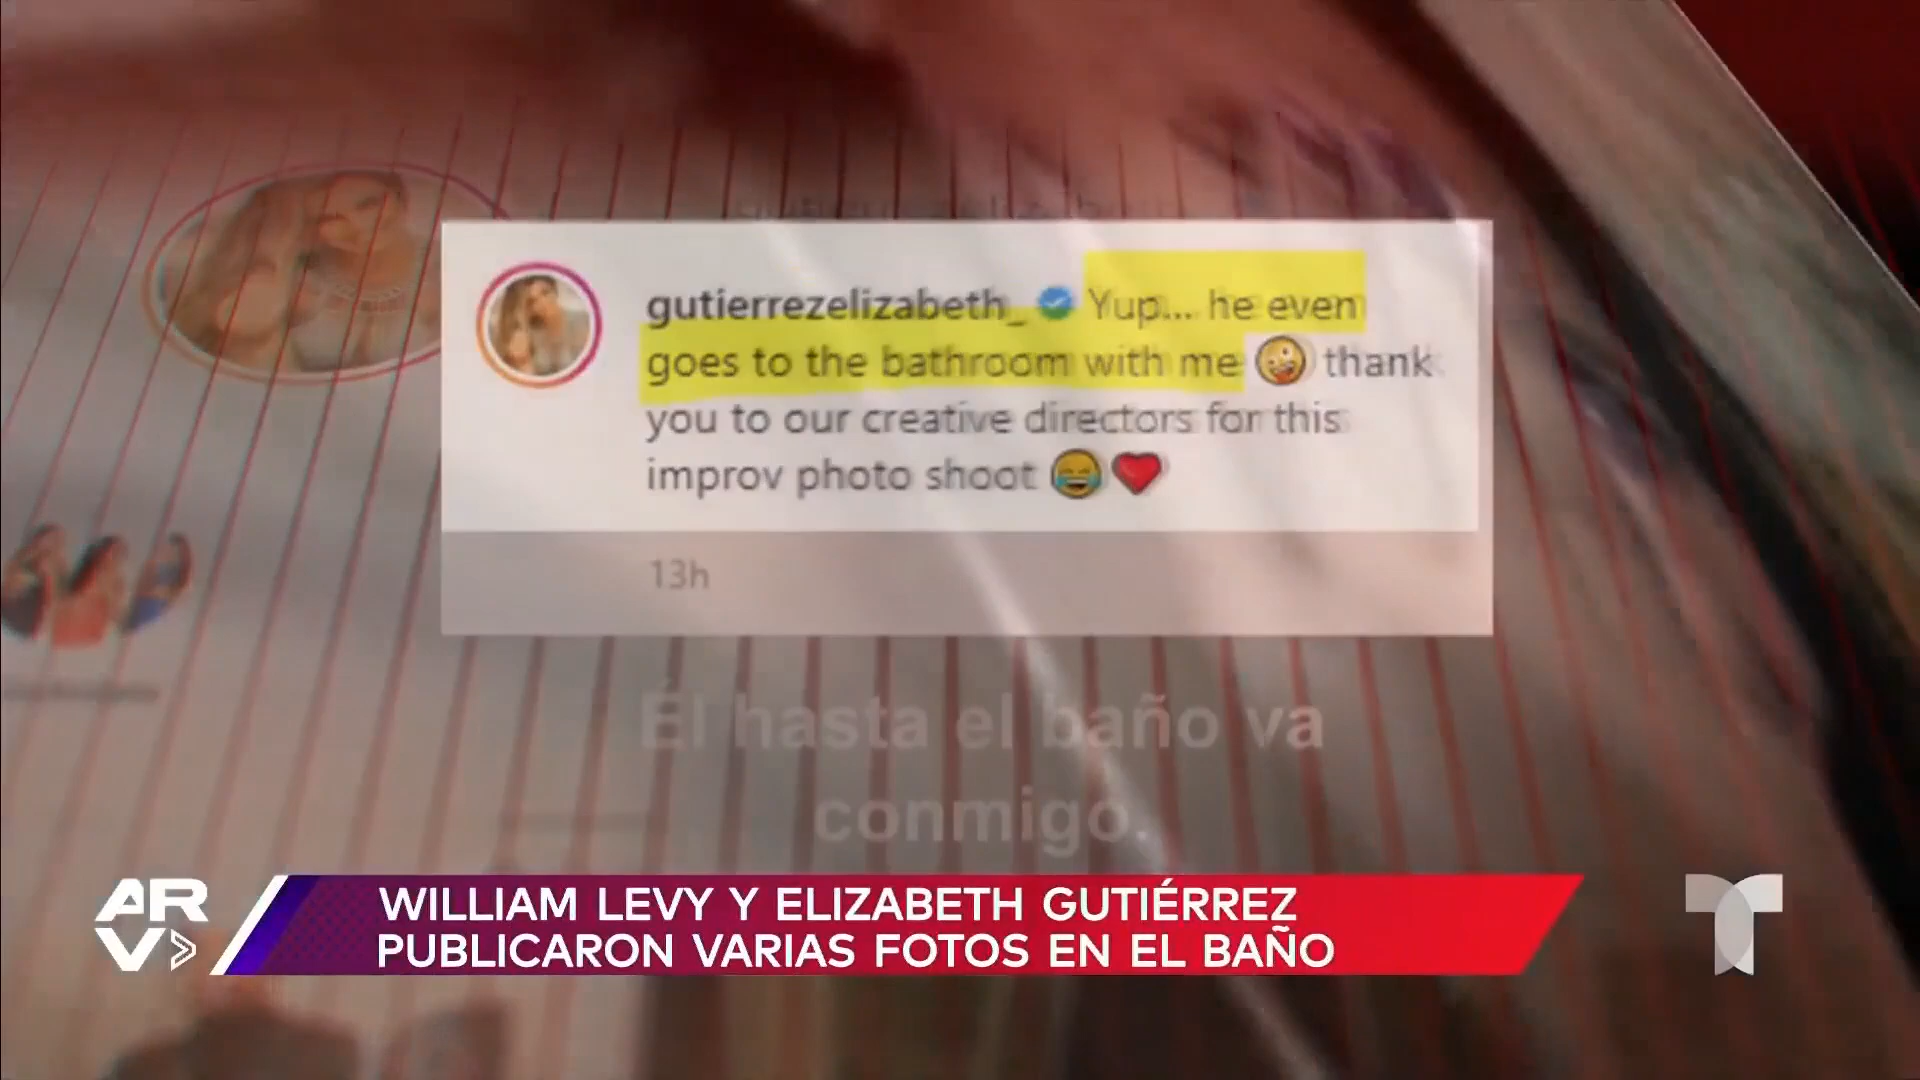 gutierrezelizabeth_ Yup... he even
goes to the bathroom with me 🤪 thank
you to our creative directors for this
improv photo shoot 😂❤️
13h
Él hasta el baño va
conmigo.
ARV
WILLIAM LEVY Y ELIZABETH GUTIÉRREZ
PUBLICARON VARIAS FOTOS EN EL BAÑO
T